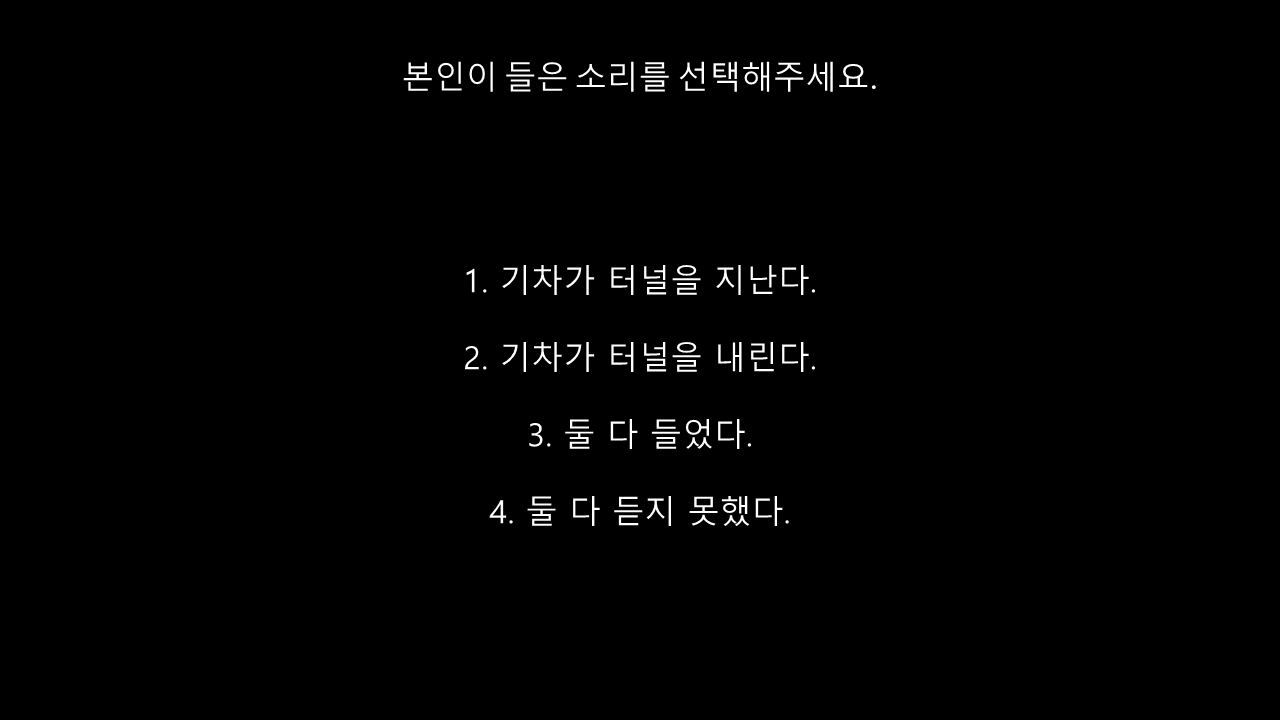 본인이 들은 소리를 선택해주세요.
1. 기차가 터널을 지난다.
2. 기차가 터널을 내린다.
3. 둘 다 들었다.
4. 둘 다 듣지 못했다.